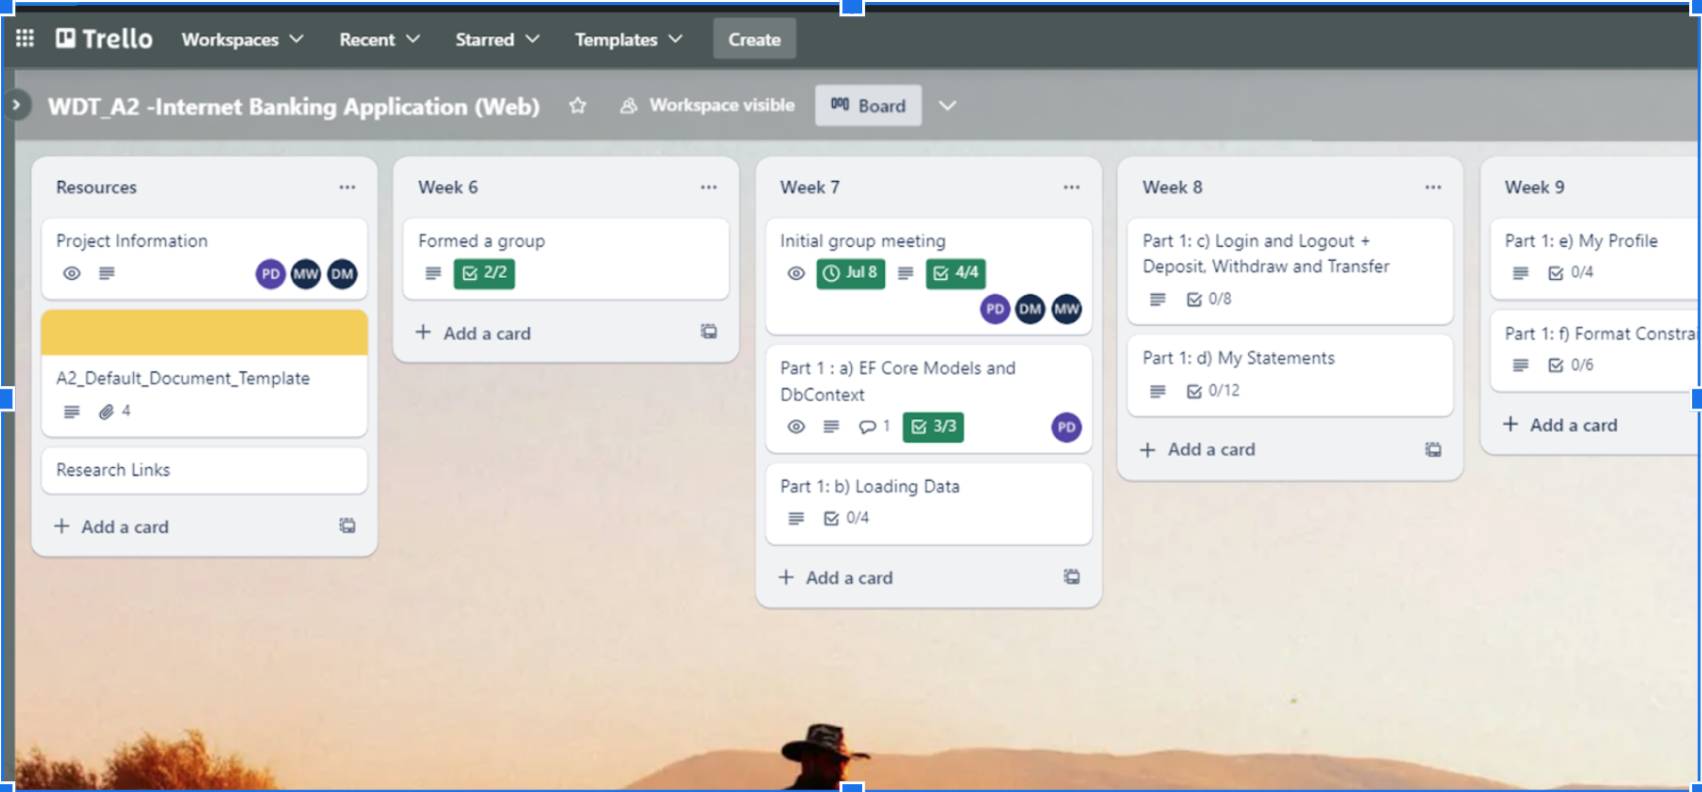 Trello Workspaces Recent Starred Templates Create
WDT_A2 -Internet Banking Application (Web) Workspace visible Board
Resources
Project Information
PD MW DM
A2_Default_Document_Template
4
Research Links
+ Add a card
Week 6
Formed a group
2/2
+ Add a card
Week 7
Initial group meeting
Jul 8 4/4
PD DM MW
Part 1 : a) EF Core Models and
DbContext
1 3/3 PD
Part 1: b) Loading Data
0/4
+ Add a card
Week 8
Part 1: c) Login and Logout +
Deposit, Withdraw and Transfer
0/8
Part 1: d) My Statements
0/12
+ Add a card
Week 9
Part 1: e) My Profile
0/4
Part 1: f) Format Constrai
0/6
+ Add a card